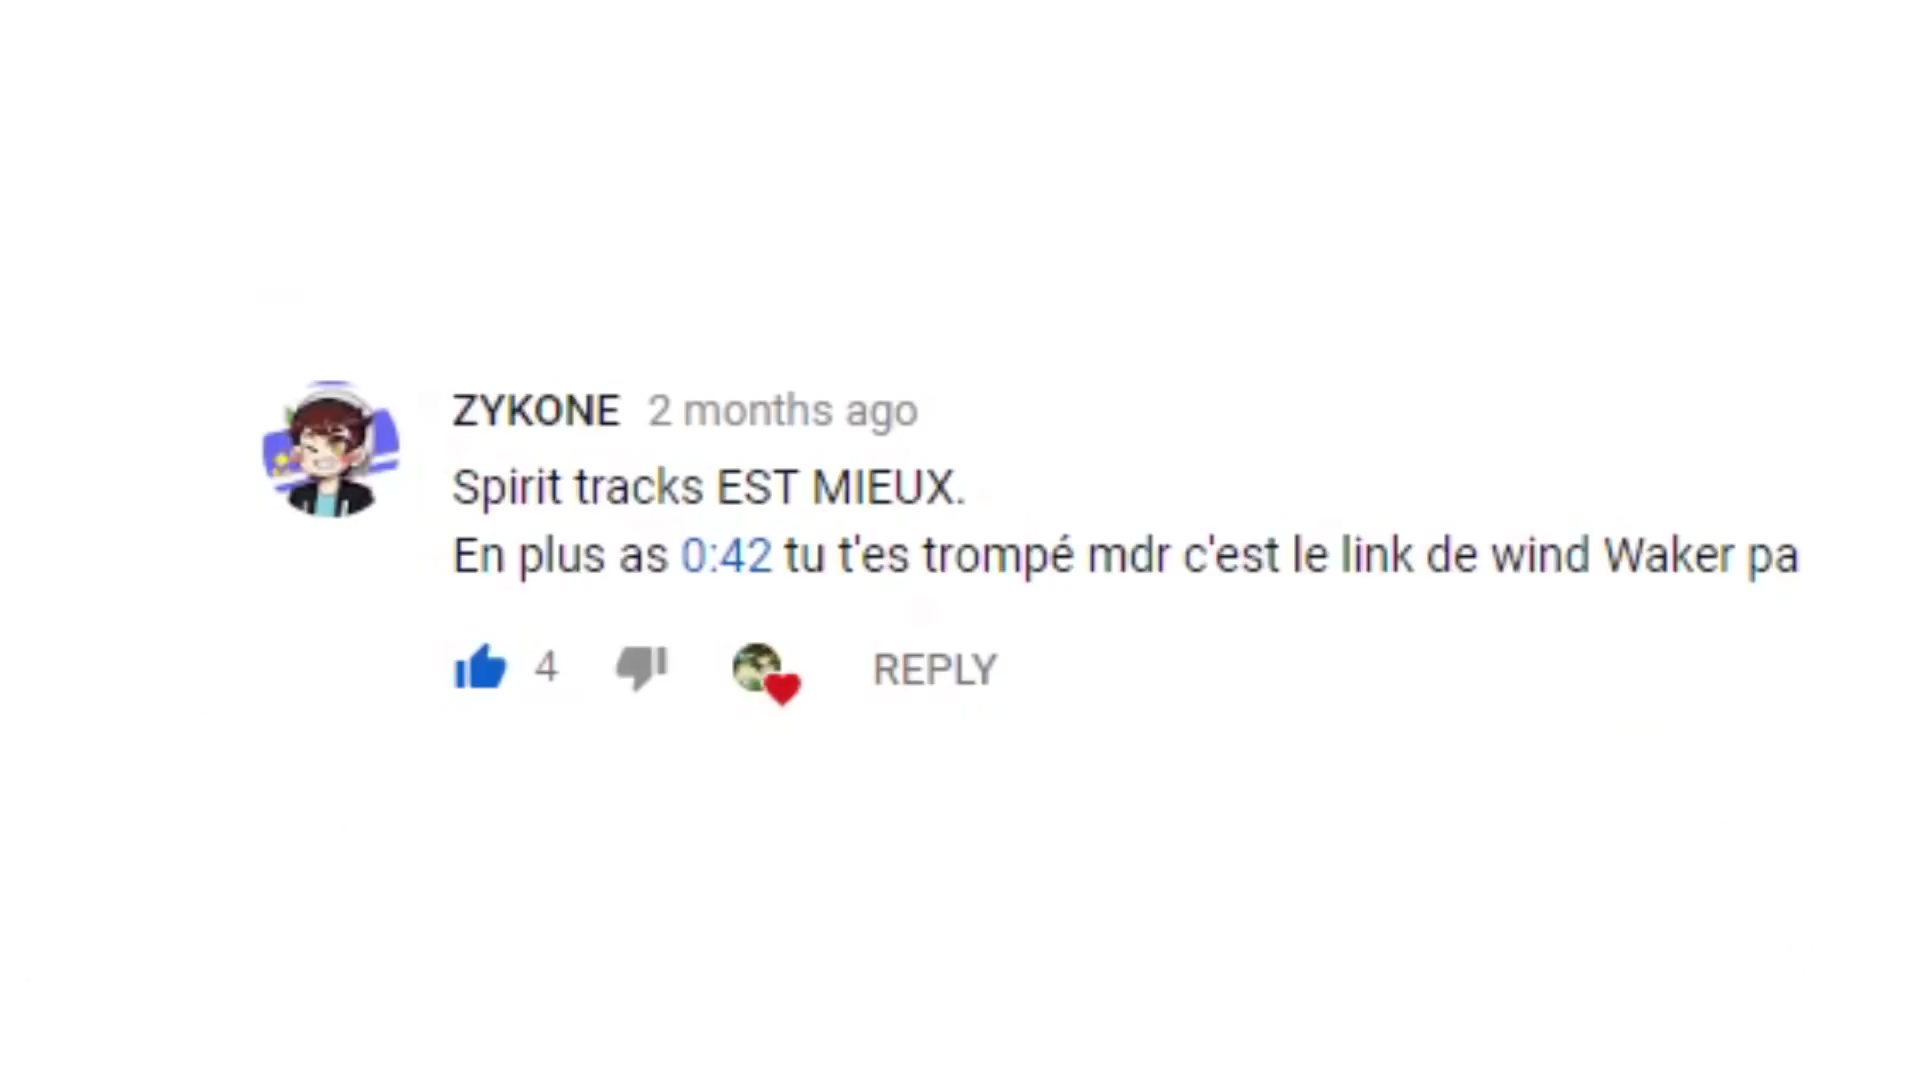 ZYKONE 2 months ago
Spirit tracks EST MIEUX.
En plus as 0:42 tu t'es trompé mdr c'est le link de wind Waker pa
4 REPLY